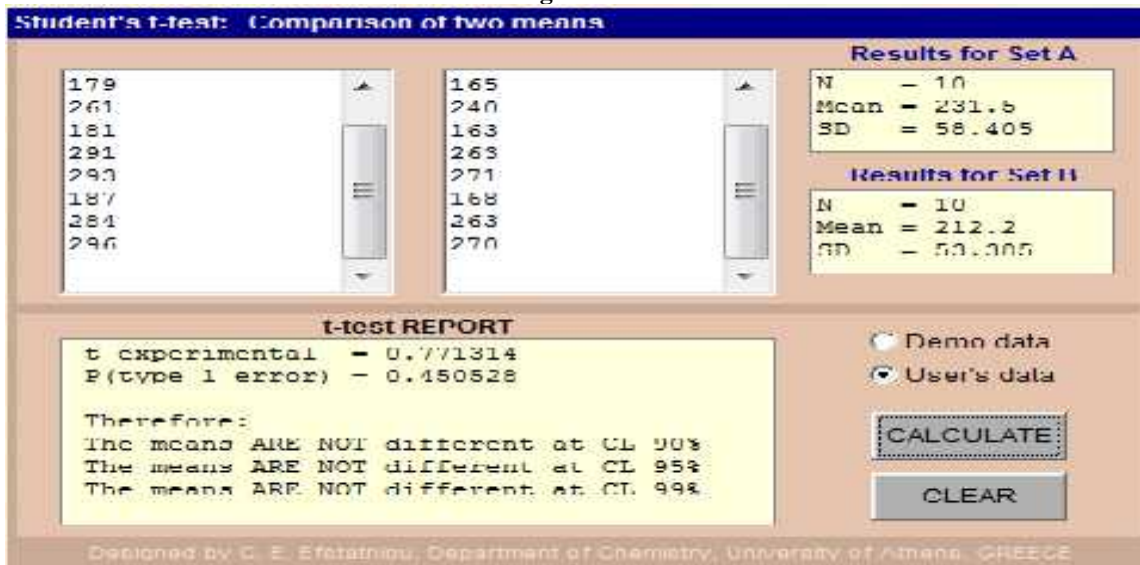 Student's t-test: Comparison of two means
179
261
181
291
293
187
284
296
165
240
163
263
271
168
263
270
Results for Set A
N = 10
Mean = 231.5
SD = 58.405
Results for Set B
N = 10
Mean = 212.2
SD = 53.385
t-test REPORT
t experimental = 0.771314
P(type 1 error) = 0.450528
Therefore:
The means ARE NOT different at CL 90%
The means ARE NOT different at CL 95%
The means ARE NOT different at CL 99%
Demo data
User's data
CALCULATE
CLEAR
Designed by C. E. Efstathiou, Department of Chemistry, University of Athens, GREECE